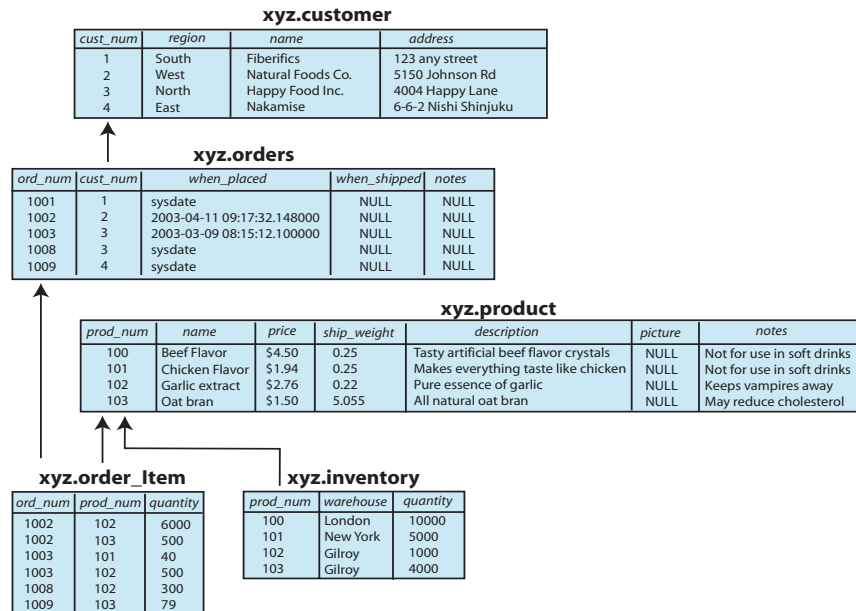 xyz.customer
cust_num region name address
1 South Fiberifics 123 any street
2 West Natural Foods Co. 5150 Johnson Rd
3 North Happy Food Inc. 4004 Happy Lane
4 East Nakamise 6-6-2 Nishi Shinjuku
xyz.orders
ord_num cust_num when_placed when_shipped notes
1001 1 sysdate NULL NULL
1002 2 2003-04-11 09:17:32.148000 NULL NULL
1003 3 2003-03-09 08:15:12.100000 NULL NULL
1008 3 sysdate NULL NULL
1009 4 sysdate NULL NULL
xyz.product
prod_num name price ship_weight description picture notes
100 Beef Flavor $4.50 0.25 Tasty artificial beef flavor crystals NULL Not for use in soft drinks
101 Chicken Flavor $1.94 0.25 Makes everything taste like chicken NULL Not for use in soft drinks
102 Garlic extract $2.76 0.22 Pure essence of garlic NULL Keeps vampires away
103 Oat bran $1.50 5.055 All natural oat bran NULL May reduce cholesterol
xyz.order_Item
ord_num prod_num quantity
1002 102 6000
1002 103 500
1003 101 40
1003 102 500
1008 102 300
1009 103 79
xyz.inventory
prod_num warehouse quantity
100 London 10000
101 New York 5000
102 Gilroy 1000
103 Gilroy 4000